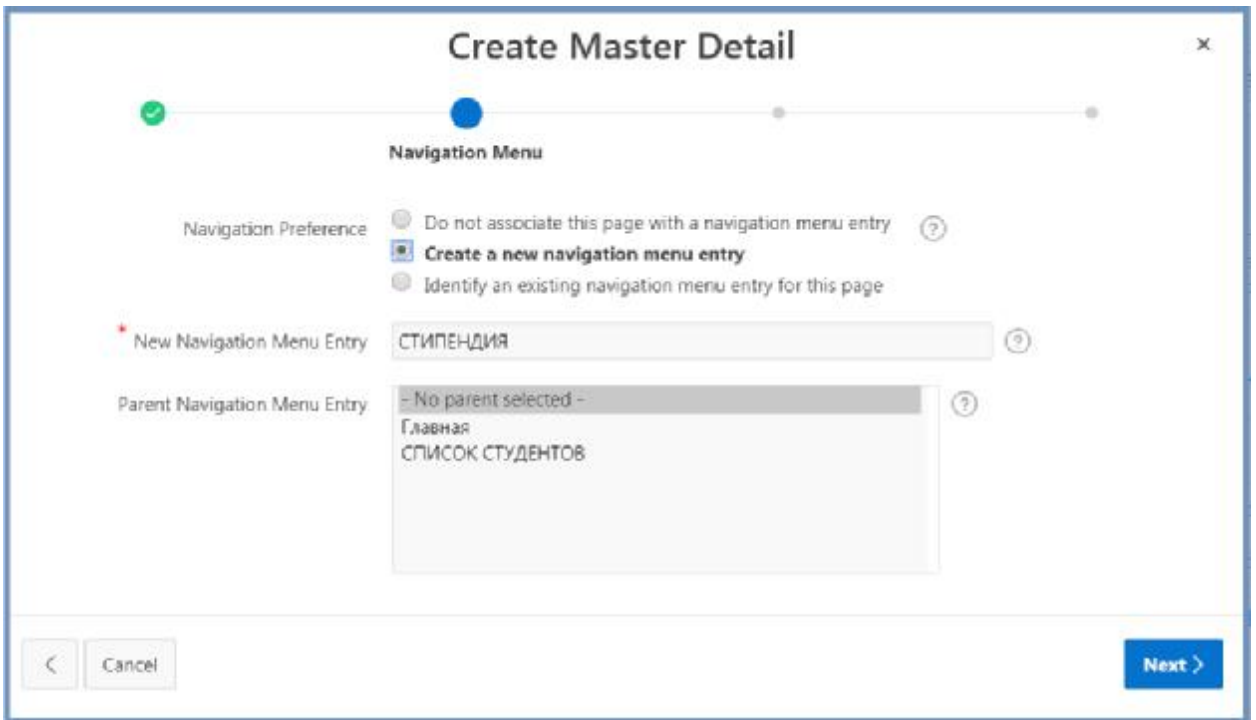 Create Master Detail
×
Navigation Menu
Navigation Preference
Do not associate this page with a navigation menu entry
?
Create a new navigation menu entry
Identify an existing navigation menu entry for this page
* New Navigation Menu Entry
СТИПЕНДИЯ
?
Parent Navigation Menu Entry
- No parent selected -
?
Главная
СПИСОК СТУДЕНТОВ
< Cancel Next >